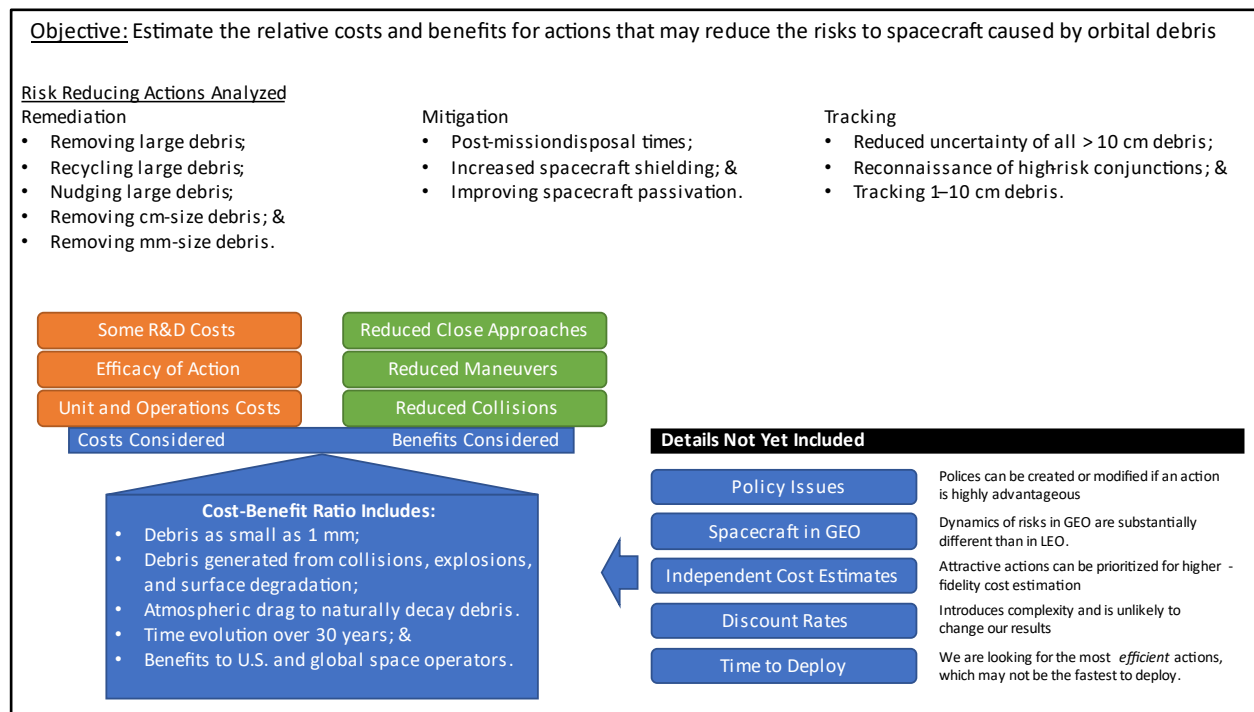 Objective: Estimate the relative costs and benefits for actions that may reduce the risks to spacecraft caused by orbital debris
Risk Reducing Actions Analyzed
Remediation
• Removing large debris;
• Recycling large debris;
• Nudging large debris;
• Removing cm-size debris; &
• Removing mm-size debris.
Mitigation
• Post-missiondisposal times;
• Increased spacecraft shielding; &
• Improving spacecraft passivation.
Tracking
• Reduced uncertainty of all > 10 cm debris;
• Reconnaissance of high-risk conjunctions; &
• Tracking 1–10 cm debris.
Some R&D Costs
Efficacy of Action
Unit and Operations Costs
Costs Considered
Reduced Close Approaches
Reduced Maneuvers
Reduced Collisions
Benefits Considered
Cost-Benefit Ratio Includes:
• Debris as small as 1 mm;
• Debris generated from collisions, explosions,
and surface degradation;
• Atmospheric drag to naturally decay debris.
• Time evolution over 30 years; &
• Benefits to U.S. and global space operators.
Details Not Yet Included
Policy Issues
Polices can be created or modified if an action
is highly advantageous
Spacecraft in GEO
Dynamics of risks in GEO are substantially
different than in LEO.
Independent Cost Estimates
Attractive actions can be prioritized for higher -
fidelity cost estimation
Discount Rates
Introduces complexity and is unlikely to
change our results
Time to Deploy
We are looking for the most efficient actions,
which may not be the fastest to deploy.